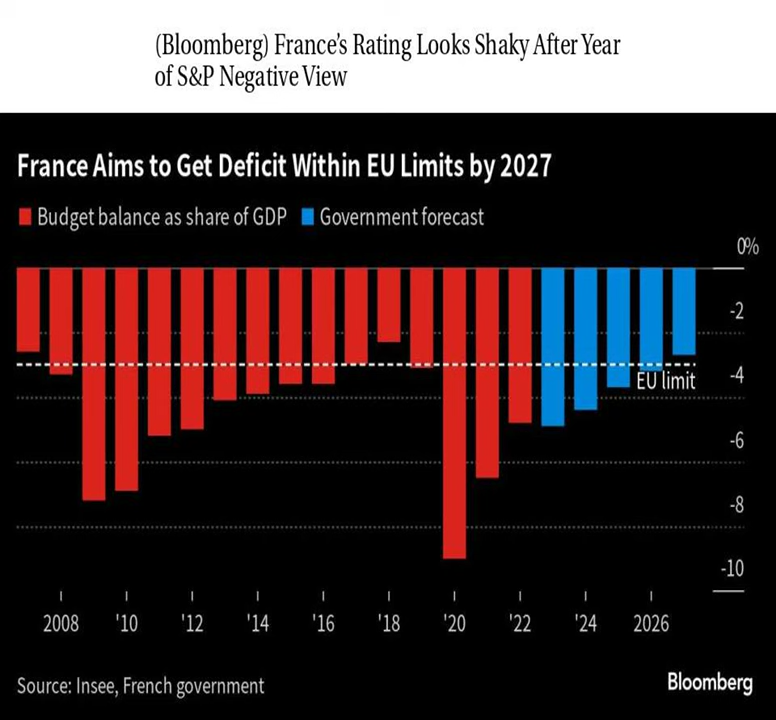 (Bloomberg) France's Rating Looks Shaky After Year
of S&P Negative View
France Aims to Get Deficit Within EU Limits by 2027
Budget balance as share of GDP Government forecast
0%
-2
-4
EU limit
-6
-8
-10
2008 '10 '12 '14 '16 '18 '20 '22 '24 2026
Source: Insee, French government
Bloomberg